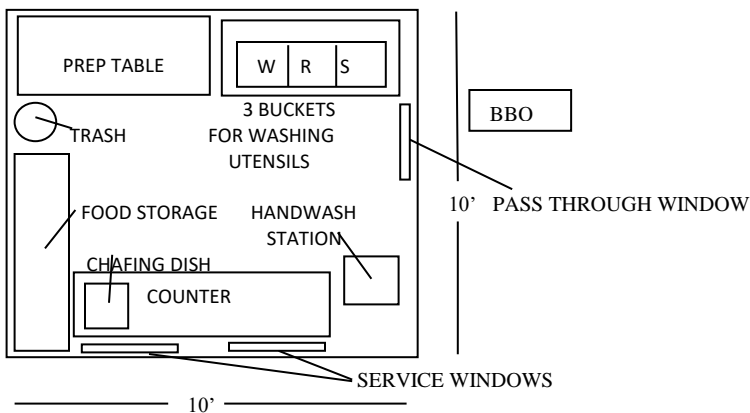 PREP TABLE
W R S
BBO
3 BUCKETS
FOR WASHING
UTENSILS
TRASH
10' PASS THROUGH WINDOW
FOOD STORAGE
HANDWASH
STATION
CHAFING DISH
COUNTER
SERVICE WINDOWS
10'